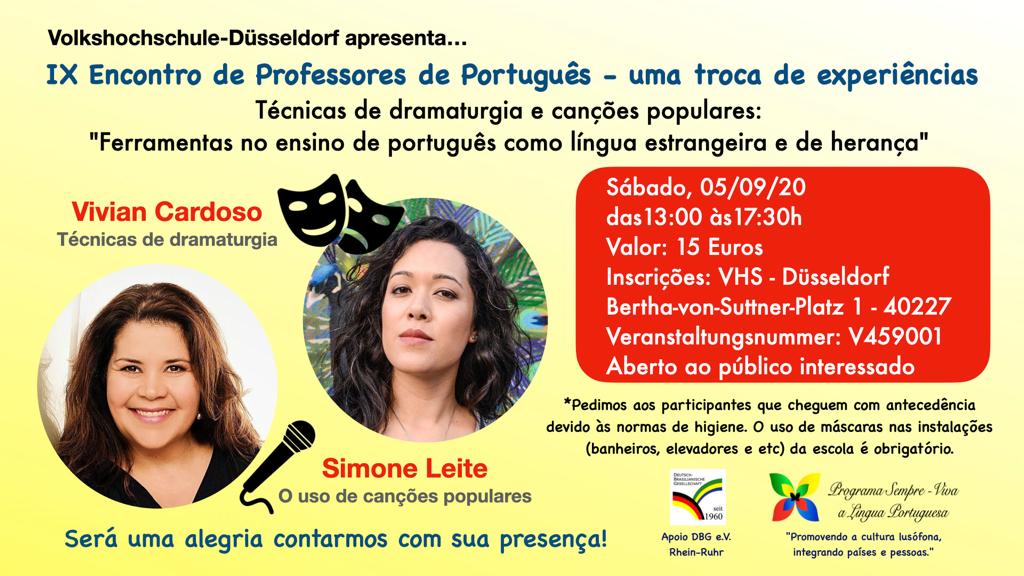 Volkshochschule-Düsseldorf apresenta...
IX Encontro de Professores de Português - uma troca de experiências
Técnicas de dramaturgia e canções populares:
"Ferramentas no ensino de português como língua estrangeira e de herança"
Vivian Cardoso
Técnicas de dramaturgia
Simone Leite
O uso de canções populares
Será uma alegria contarmos com sua presença!
Sábado, 05/09/20
das13:00 às17:30h
Valor: 15 Euros
Inscrições: VHS - Düsseldorf
Bertha-von-Suttner-Platz 1 - 40227
Veranstaltungsnummer: V459001
Aberto ao público interessado
*Pedimos aos participantes que cheguem com antecedência
devido às normas de higiene. O uso de máscaras nas instalações
(banheiros, elevadores e etc) da escola é obrigatório.
Deutsch-
Brasilianische
Gesellschaft
seit
1960
Apoio DBG e.V.
Rhein-Ruhr
Programa Sempre-Viva
a Língua Portuguesa
"Promovendo a cultura lusófona,
integrando países e pessoas."